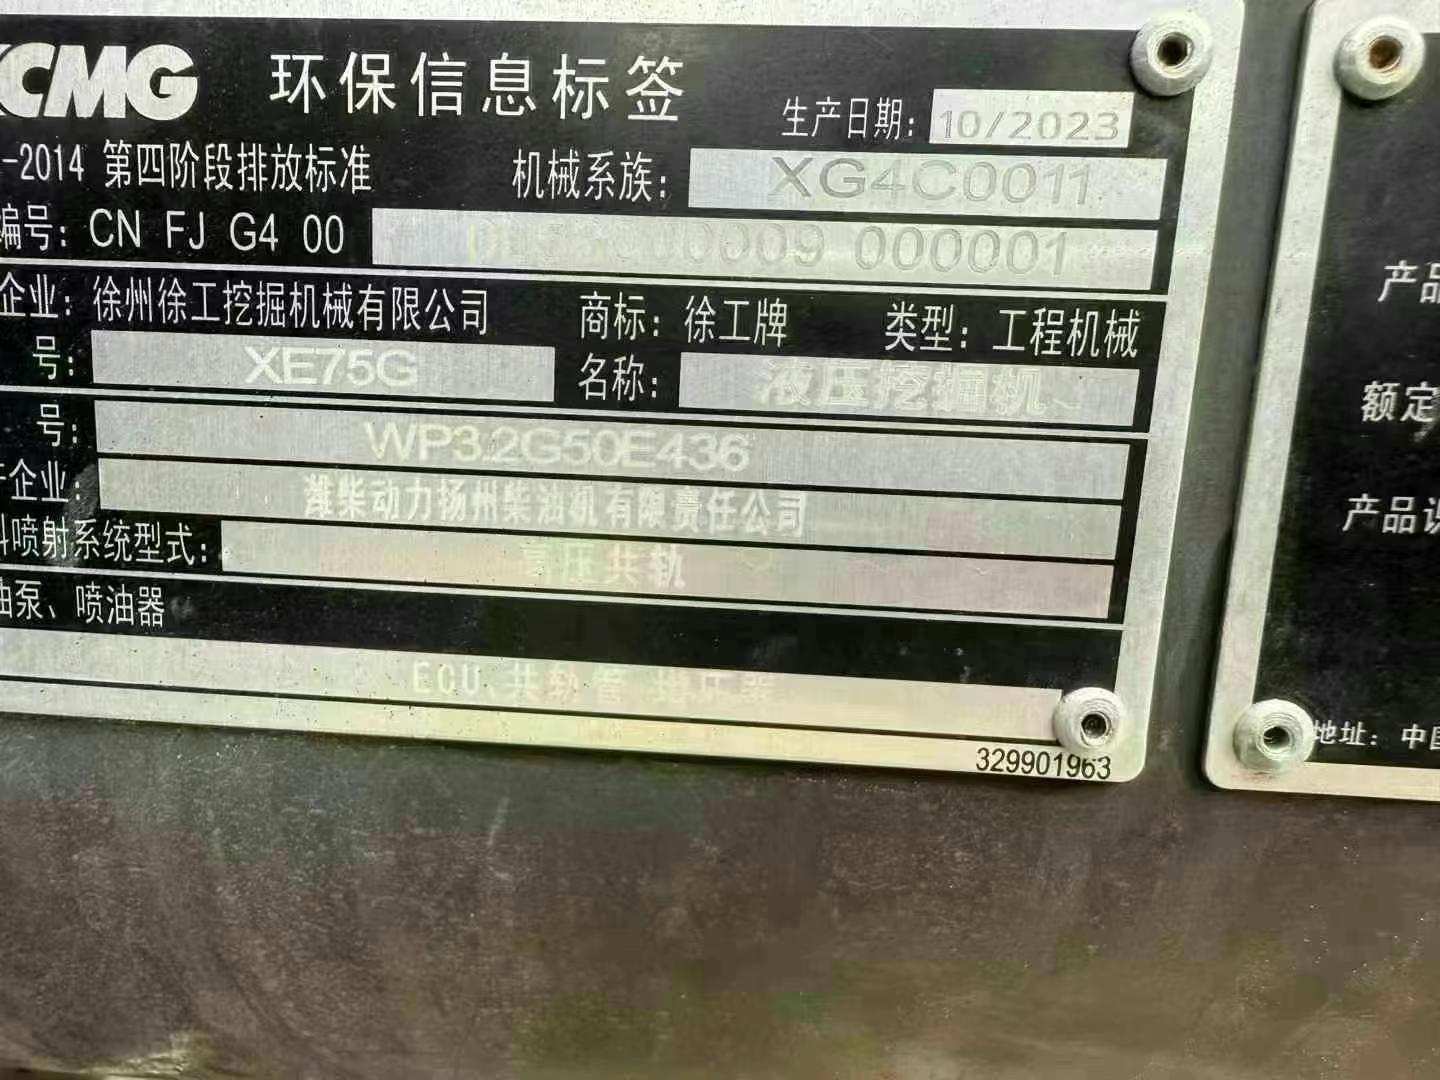 XCMG 环保信息标签
生产日期: 10/2023
-2014 第四阶段排放标准 机械系族: XG4C0011
编号: CN FJ G4 00 000001
企业: 徐州徐工挖掘机械有限公司 商标: 徐工牌 类型: 工程机械
号: XE75G 名称: 液压挖掘机
号: WP3.2G50E436
企业: 潍柴动力扬州柴油机有限责任公司
喷射系统型式: 高压共轨
油泵、喷油器
ECU、共轨管 增压器
329901963
产品
额定
产品说
地址: 中国